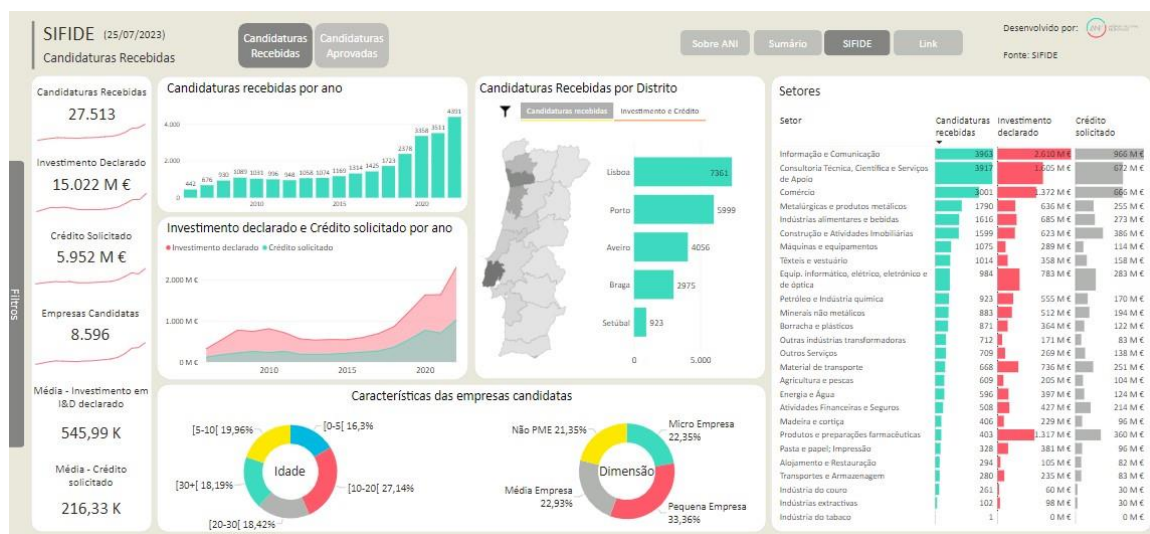 SIFIDE (25/07/2023)
Candidaturas Recebidas
Candidaturas
Recebidas
Candidaturas
Aprovadas
Sobre ANI
Sumário
SIFIDE
Link
Desenvolvido por:
Fonte: SIFIDE
Filtros
Candidaturas Recebidas
27.513
Investimento Declarado
15.022 M €
Crédito Solicitado
5.952 M €
Empresas Candidatas
8.596
Média - Investimento em
I&D declarado
545,99 K
Média - Crédito
solicitado
216,33 K
Candidaturas recebidas por ano
4.000
2.000
0
442 676 930 1089 1031 996 948 1058 1074 1169 1314 1425 1723 2378 3358 3511 4391
2010 2015 2020
Investimento declarado e Crédito solicitado por ano
Investimento declarado Crédito solicitado
2.000 M €
1.000 M €
0 M €
2010 2015 2020
Candidaturas Recebidas por Distrito
Candidaturas recebidas Investimento e Crédito
Lisboa 7361
Porto 5999
Aveiro 4056
Braga 2975
Setúbal 923
0 5.000
Características das empresas candidatas
Idade
[0-5[ 16,3%
[10-20[ 27,14%
[20-30[ 18,42%
[30+[ 18,19%
[5-10[ 19,96%
Dimensão
Micro Empresa
22,35%
Pequena Empresa
33,36%
Média Empresa
22,93%
Não PME 21,35%
Setores
Setor Candidaturas recebidas Investimento declarado Crédito solicitado
Informação e Comunicação 3963 2.610 M € 966 M €
Consultoria Técnica, Científica e Serviços de Apoio 3917 1.605 M € 672 M €
Comércio 3001 1.372 M € 666 M €
Metalúrgicas e produtos metálicos 1790 636 M € 255 M €
Indústrias alimentares e bebidas 1616 685 M € 273 M €
Construção e Atividades Imobiliárias 1599 623 M € 386 M €
Máquinas e equipamentos 1075 289 M € 114 M €
Têxteis e vestuário 1014 358 M € 158 M €
Equip. informático, elétrico, eletrónico e de óptica 984 783 M € 283 M €
Petróleo e Indústria química 923 555 M € 170 M €
Minerais não metálicos 883 512 M € 194 M €
Borracha e plásticos 871 364 M € 122 M €
Outras indústrias transformadoras 712 171 M € 83 M €
Outros Serviços 709 269 M € 138 M €
Material de transporte 668 736 M € 251 M €
Agricultura e pescas 609 205 M € 104 M €
Energia e Água 596 397 M € 124 M €
Atividades Financeiras e Seguros 508 427 M € 214 M €
Madeira e cortiça 406 229 M € 96 M €
Produtos e preparações farmacêuticas 403 1.317 M € 360 M €
Pasta e papel; Impressão 328 381 M € 96 M €
Alojamento e Restauração 294 105 M € 82 M €
Transportes e Armazenagem 280 235 M € 83 M €
Indústria do couro 261 60 M € 30 M €
Indústrias extractivas 102 98 M € 30 M €
Indústria do tabaco 1 0 M € 0 M €